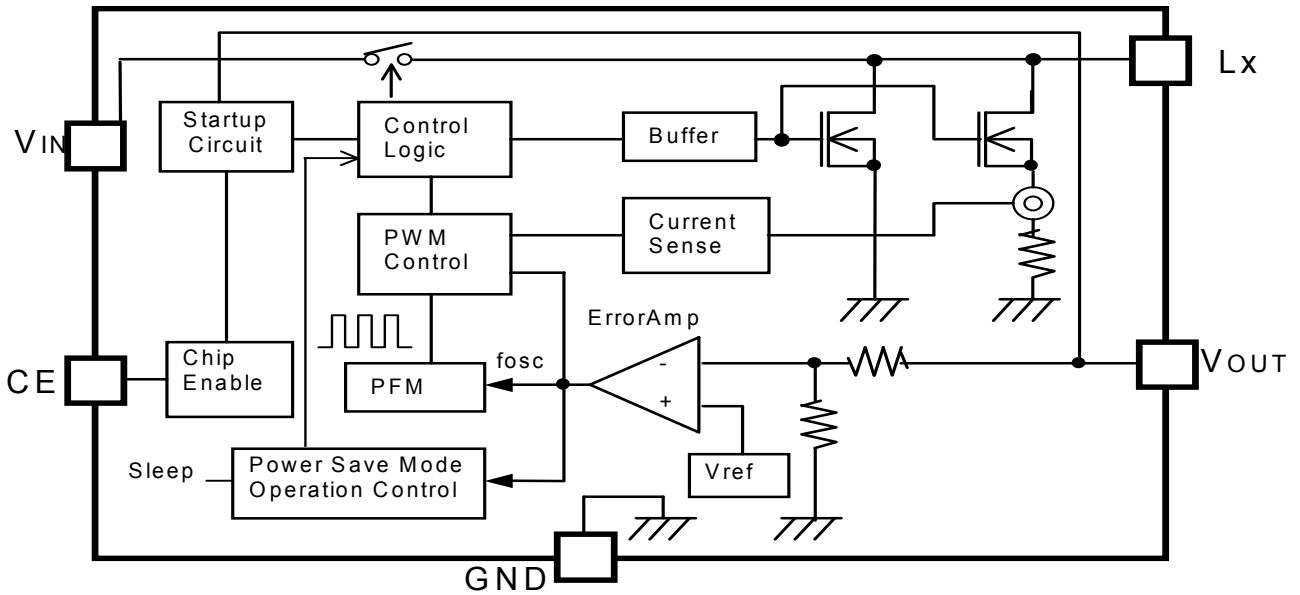 Lx
Startup
Circuit
Control
Logic
Buffer
VIN
PWM
Control
Current
Sense
ErrorAmp
Chip
Enable
fosc
-
VOUT
CE
PFM
+
Sleep
Power Save Mode
Operation Control
Vref
GND